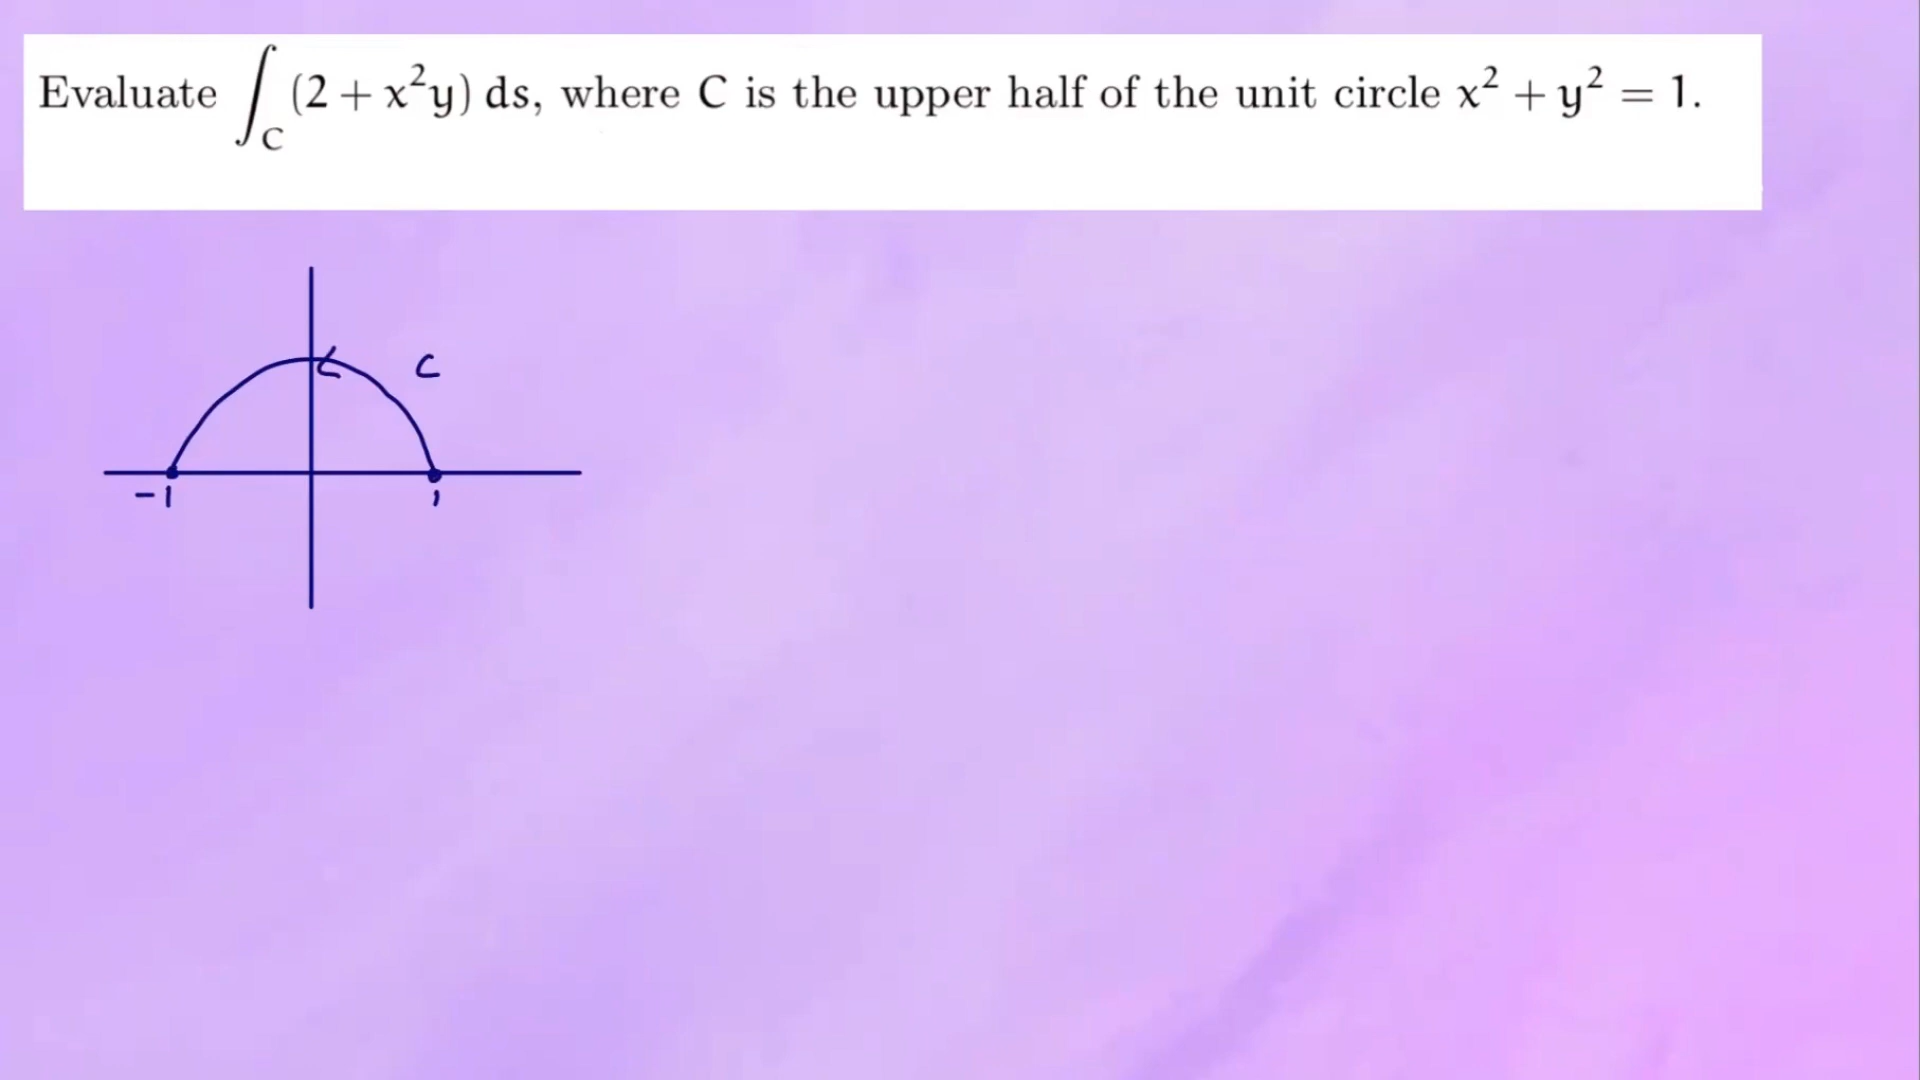 Evaluate ∫_C (2 + x²y) ds, where C is the upper half of the unit circle x² + y² = 1.
C
-1
1